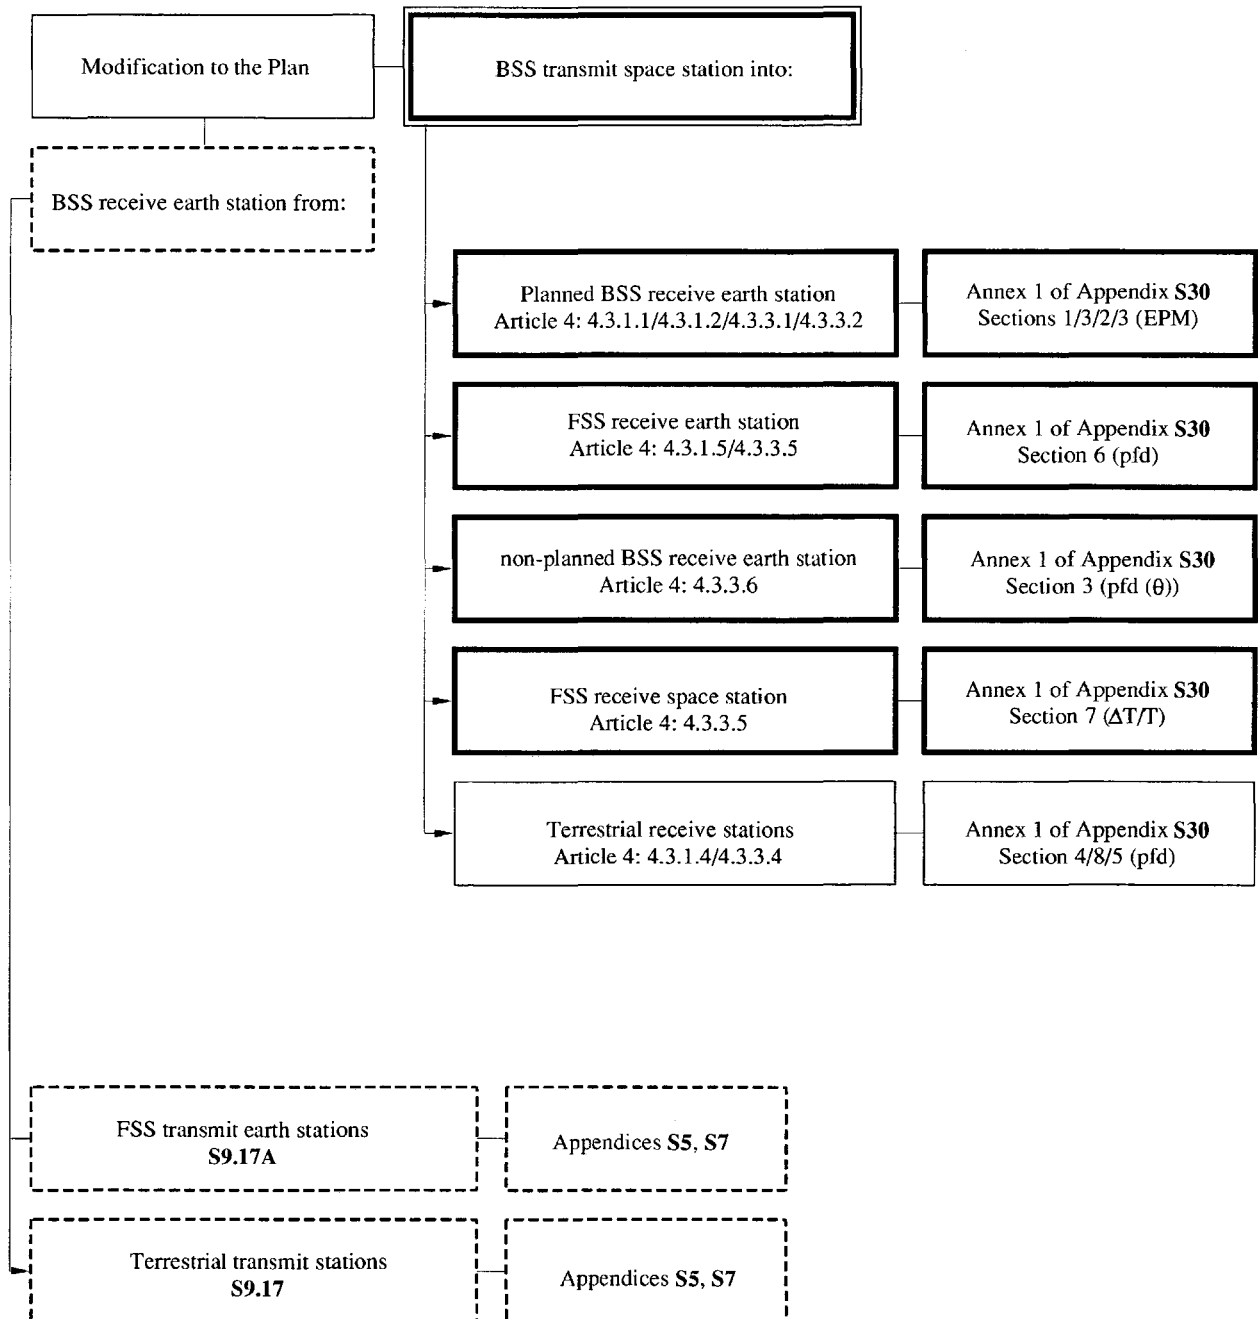 Modification to the Plan
BSS transmit space station into:
BSS receive earth station from:
Planned BSS receive earth station
Article 4: 4.3.1.1/4.3.1.2/4.3.3.1/4.3.3.2
Annex 1 of Appendix S30
Sections 1/3/2/3 (EPM)
FSS receive earth station
Article 4: 4.3.1.5/4.3.3.5
Annex 1 of Appendix S30
Section 6 (pfd)
non-planned BSS receive earth station
Article 4: 4.3.3.6
Annex 1 of Appendix S30
Section 3 (pfd (θ))
FSS receive space station
Article 4: 4.3.3.5
Annex 1 of Appendix S30
Section 7 (ΔT/T)
Terrestrial receive stations
Article 4: 4.3.1.4/4.3.3.4
Annex 1 of Appendix S30
Section 4/8/5 (pfd)
FSS transmit earth stations
S9.17A
Appendices S5, S7
Terrestrial transmit stations
S9.17
Appendices S5, S7